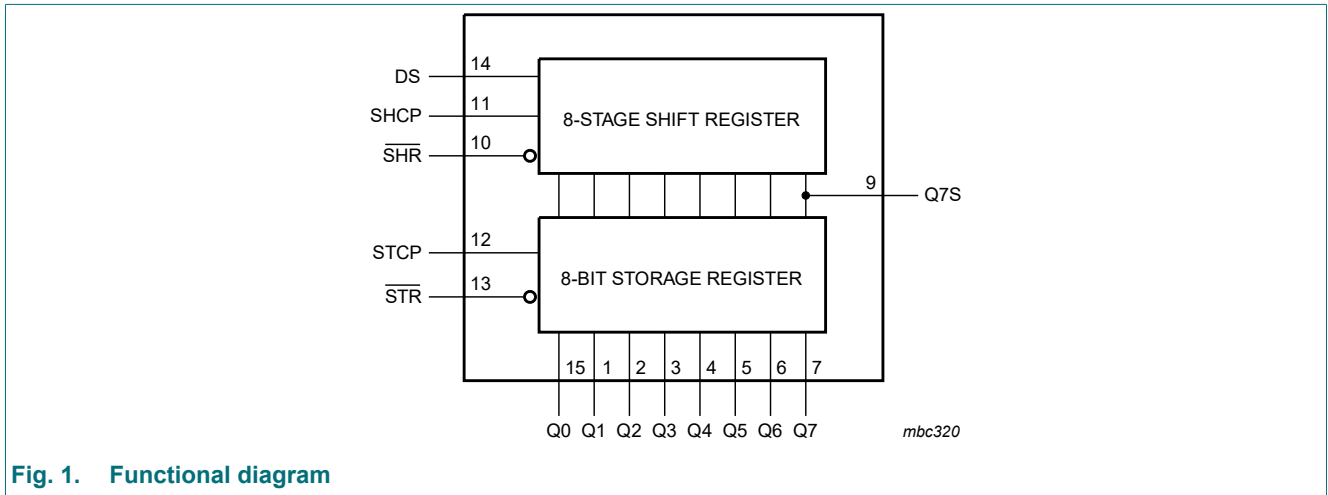 DS 14
SHCP 11
8-STAGE SHIFT REGISTER
SHR 10
9 Q7S
STCP 12
8-BIT STORAGE REGISTER
STR 13
15 1 2 3 4 5 6 7
Q0 Q1 Q2 Q3 Q4 Q5 Q6 Q7
mbc320
Fig. 1. Functional diagram